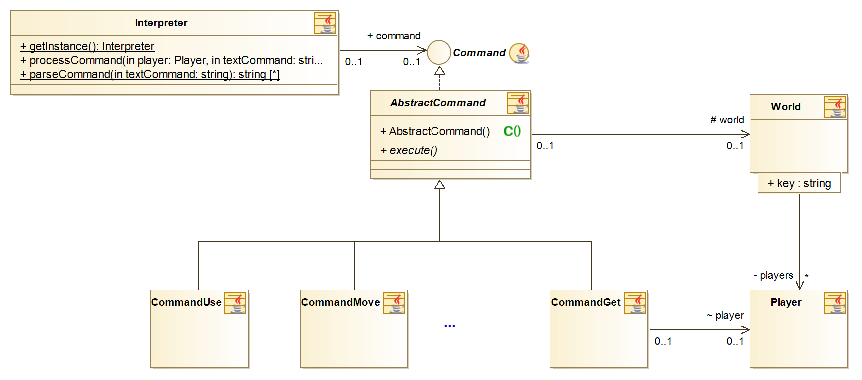 Interpreter
+ getInstance(): Interpreter
+ processCommand(in player: Player, in textCommand: stri...
+ parseCommand(in textCommand: string): string [*]
+ command
0..1
0..1
Command
AbstractCommand
+ AbstractCommand() C()
+ execute()
# world
0..1
0..1
World
+ key : string
~ players
*
CommandUse
CommandMove
...
CommandGet
~ player
0..1
0..1
Player